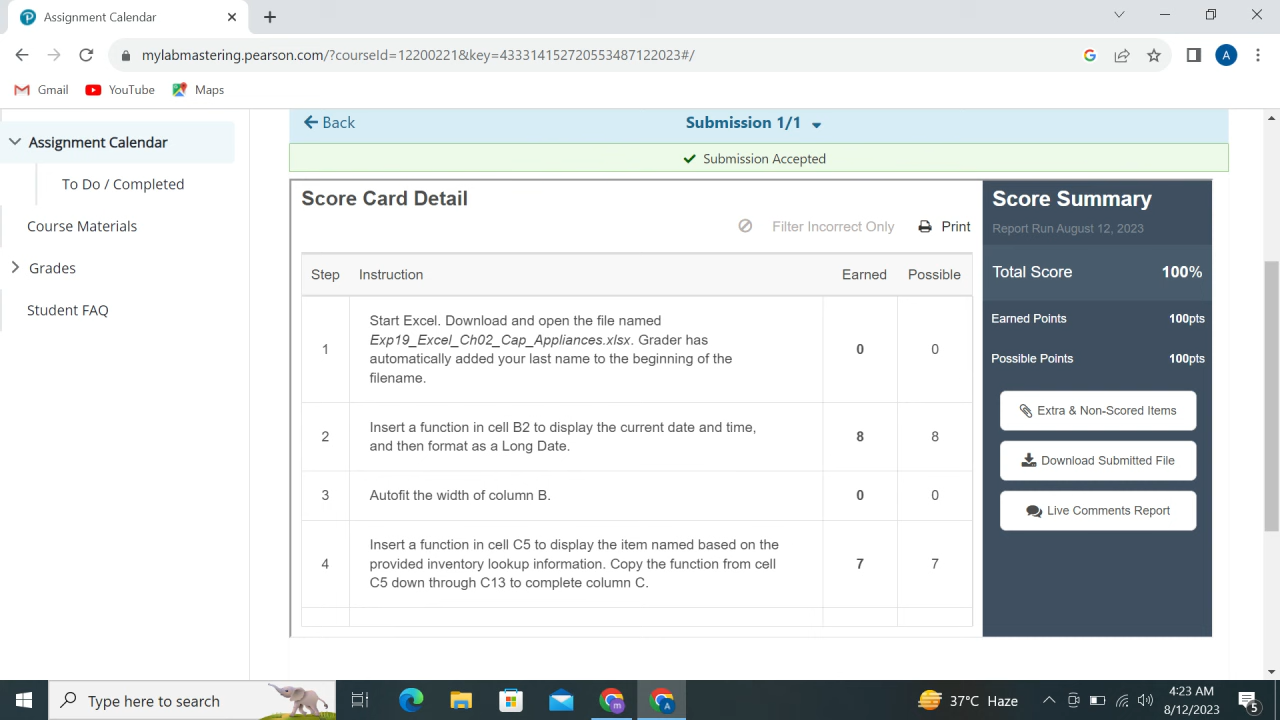 Assignment Calendar
mylabmastering.pearson.com/?courseId=12200221&key=433314152720553487122023#/
A
Gmail
YouTube
Maps
Assignment Calendar
To Do / Completed
Course Materials
Grades
Student FAQ
Back
Submission 1/1
Submission Accepted
Score Card Detail
Filter Incorrect Only
Print
Step Instruction Earned Possible
1
Start Excel. Download and open the file named
Exp19_Excel_Ch02_Cap_Appliances.xlsx. Grader has
automatically added your last name to the beginning of the
filename.
0 0
2
Insert a function in cell B2 to display the current date and time,
and then format as a Long Date.
8 8
3 Autofit the width of column B. 0 0
4
Insert a function in cell C5 to display the item named based on the
provided inventory lookup information. Copy the function from cell
C5 down through C13 to complete column C.
7 7
Score Summary
Report Run August 12, 2023
Total Score 100%
Earned Points 100pts
Possible Points 100pts
Extra & Non-Scored Items
Download Submitted File
Live Comments Report
Type here to search
m
A
37°C Haze
4:23 AM
8/12/2023
5